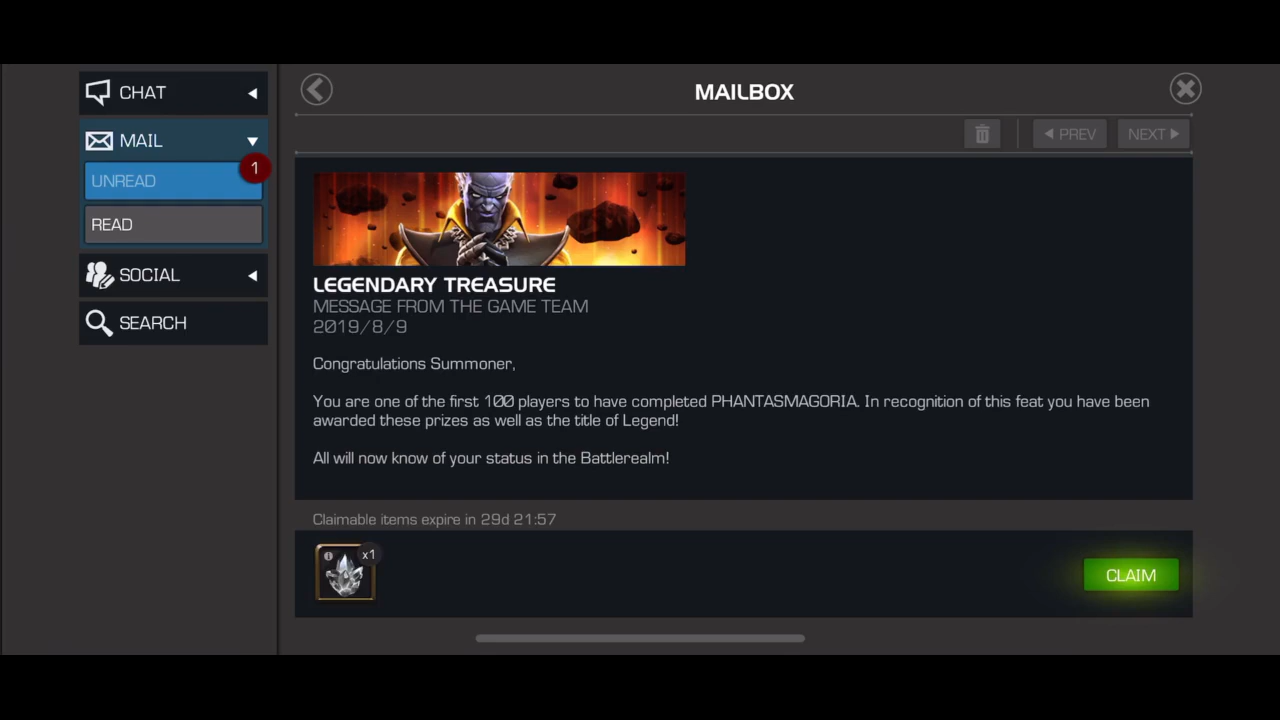 CHAT
MAIL
1
UNREAD
READ
SOCIAL
SEARCH
MAILBOX
PREV
NEXT
LEGENDARY TREASURE
MESSAGE FROM THE GAME TEAM
2019/8/9
Congratulations Summoner,
You are one of the first 100 players to have completed PHANTASMAGORIA. In recognition of this feat you have been
awarded these prizes as well as the title of Legend!
All will now know of your status in the Battlerealm!
Claimable items expire in 29d 21:57
x1
CLAIM